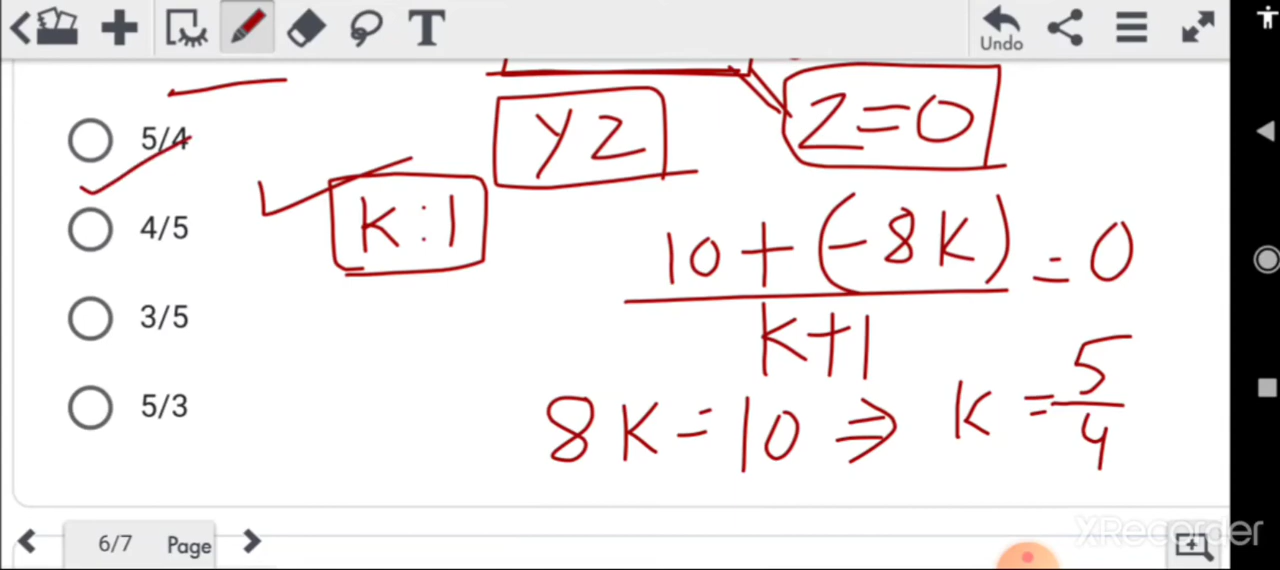 Undo
5/4
YZ
Z=0
4/5
K:1
10+(-8K)
=0
K+1
3/5
8K=10⇒ K=5/4
5/3
6/7 Page
XRecorder